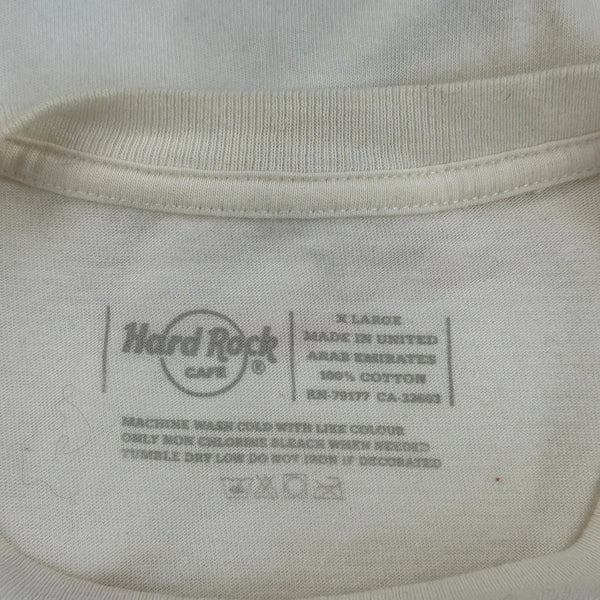 Hard Rock
CAFE
®
X LARGE
MADE IN UNITED
ARAB EMIRATES
100% COTTON
RN-79177 CA-33603
MACHINE WASH COLD WITH LIKE COLOUR
ONLY NON CHLORINE BLEACH WHEN NEEDED
TUMBLE DRY LOW DO NOT IRON IF DECORATED